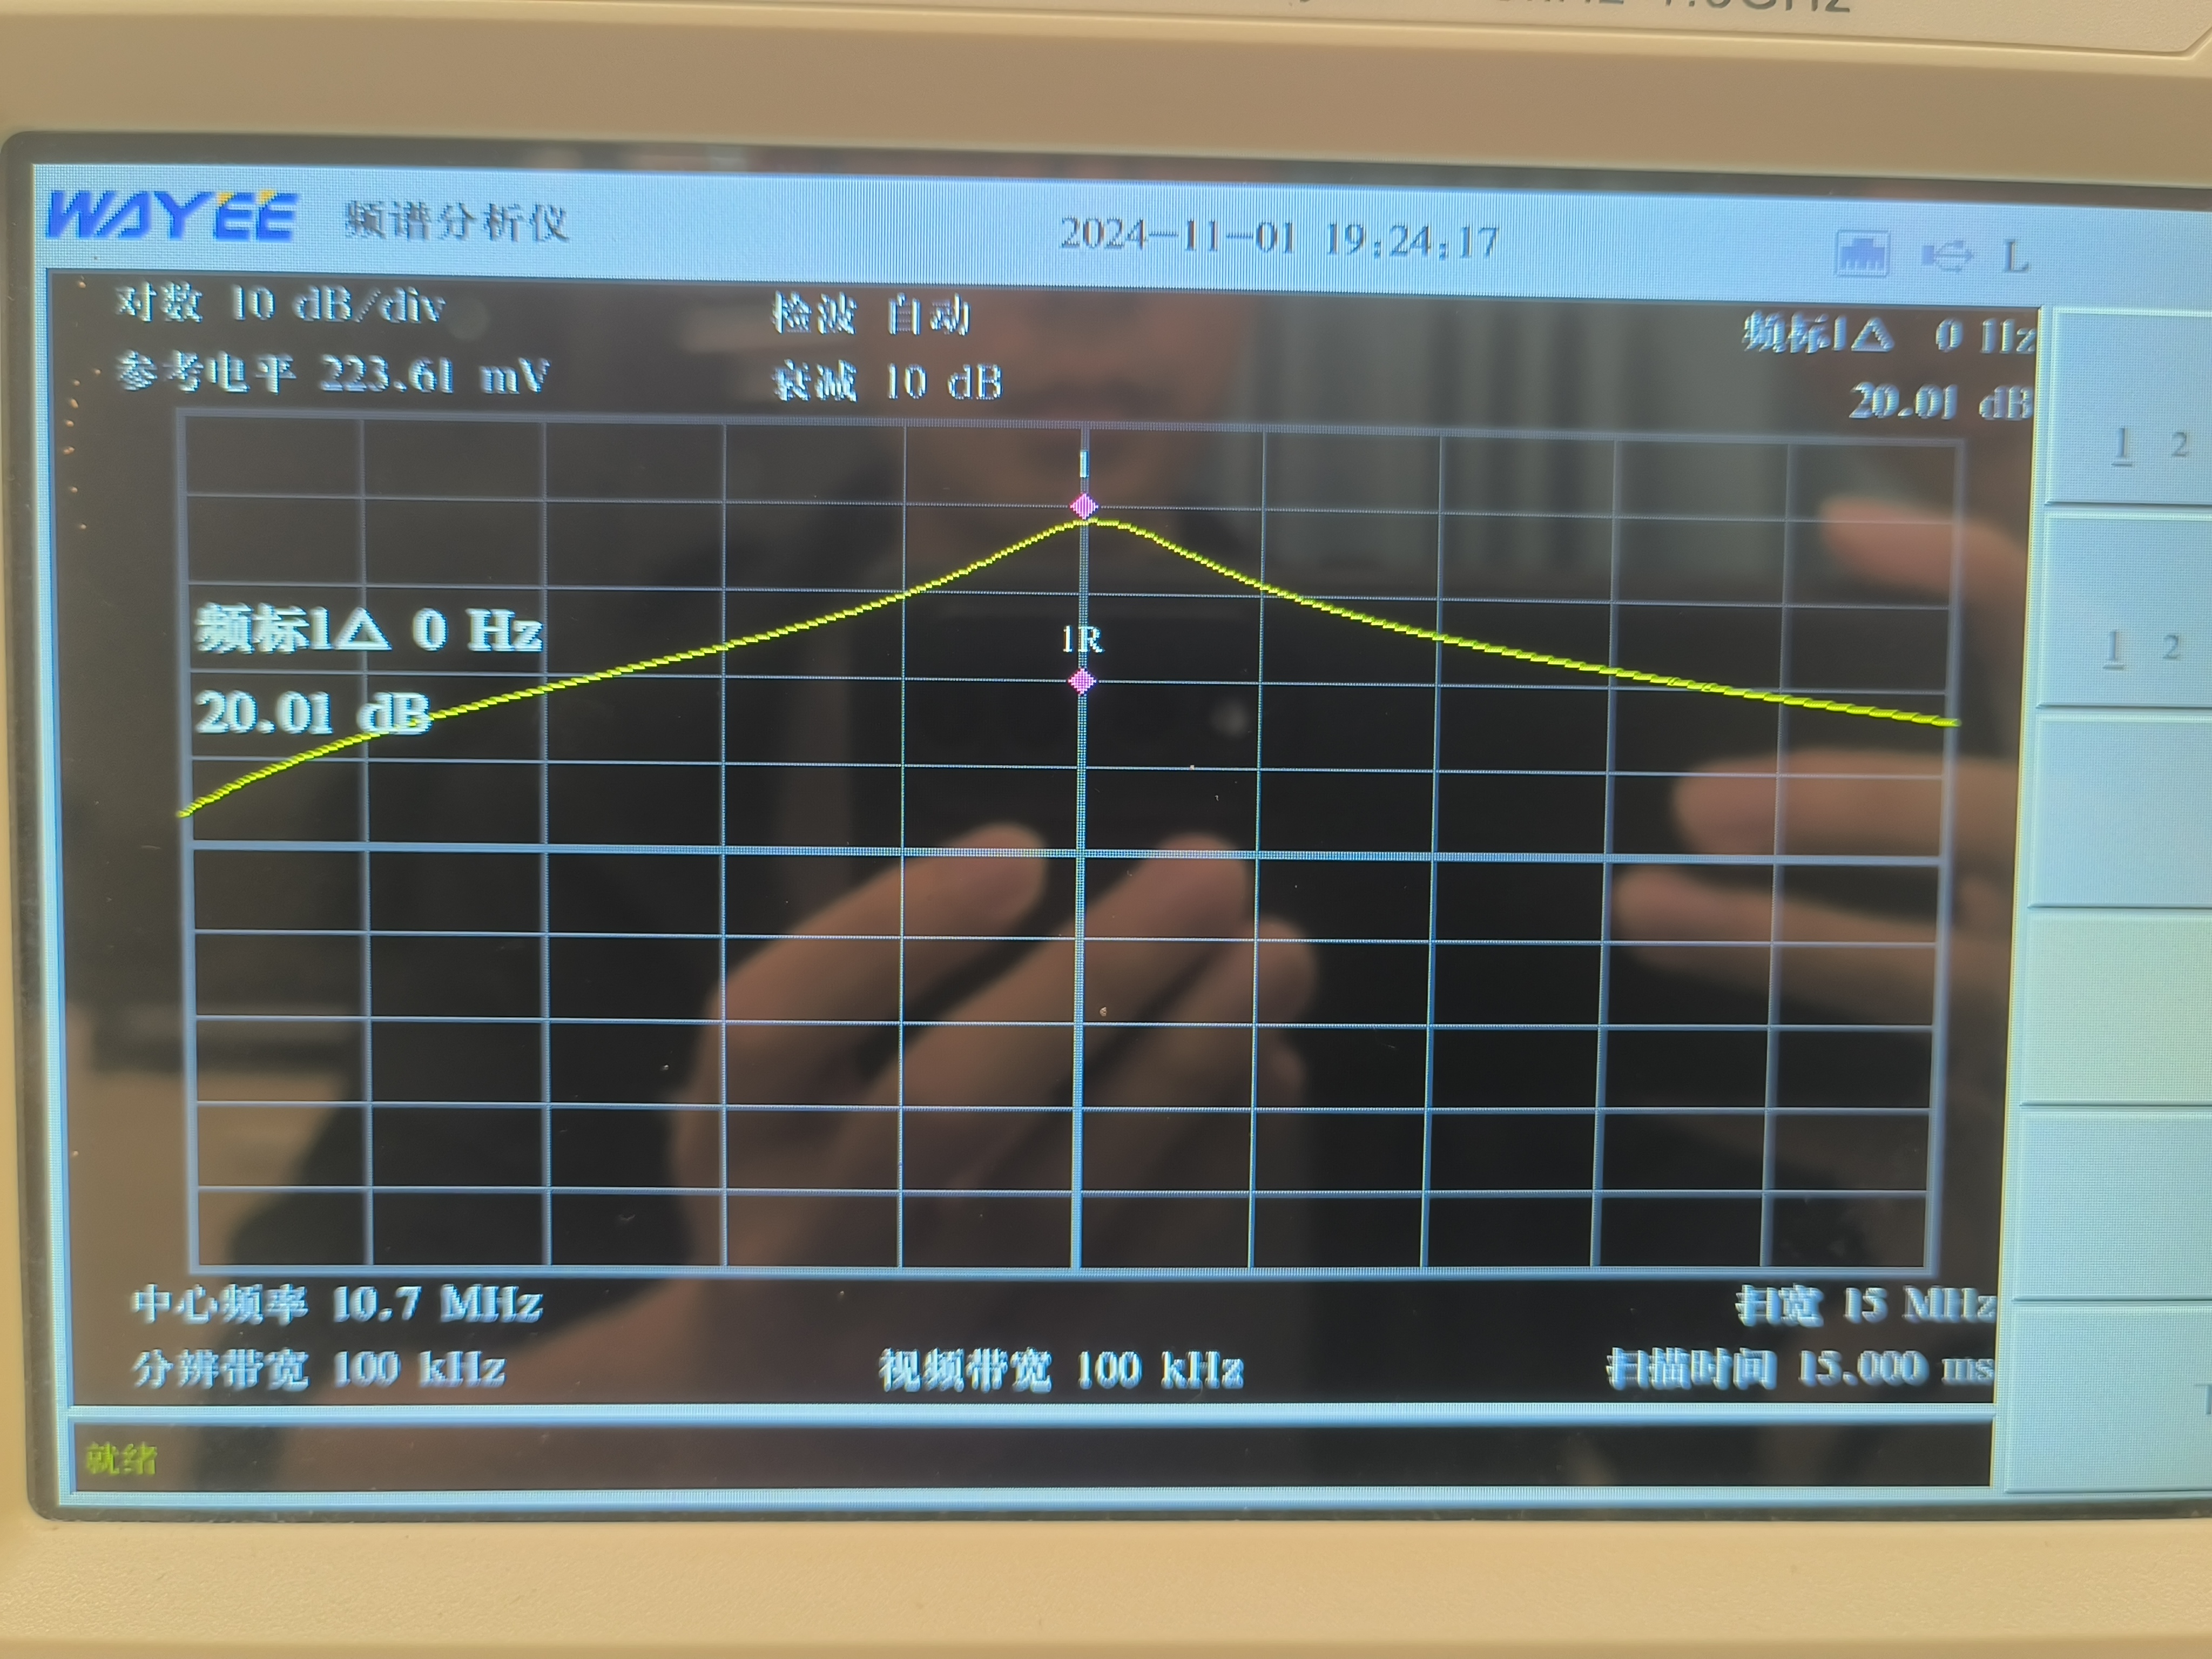 WAYEE 频谱分析仪 2024-11-01 19:24:17 L
对数 10 dB/div 检波 自动 频标1△ 0 Hz
参考电平 223.61 mV 衰减 10 dB 20.01 dB
1 2
1
1R
频标1△ 0 Hz
1 2
20.01 dB
中心频率 10.7 MHz 扫宽 15 MHz
分辨带宽 100 kHz 视频带宽 100 kHz 扫描时间 15.000 ms
就绪